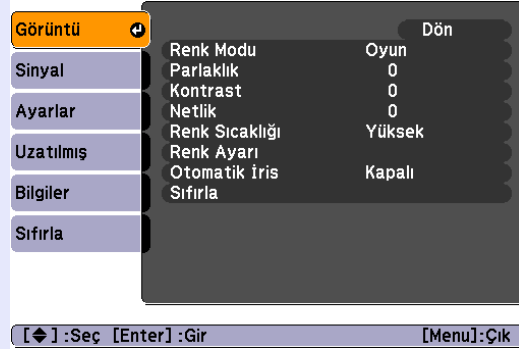 Görüntü
Sinyal
Ayarlar
Uzatılmış
Bilgiler
Sıfırla
Dön
Renk Modu Oyun
Parlaklık 0
Kontrast 0
Netlik 0
Renk Sıcaklığı Yüksek
Renk Ayarı
Otomatik İris Kapalı
Sıfırla
[◆] :Seç [Enter] :Gir [Menu]:Çık